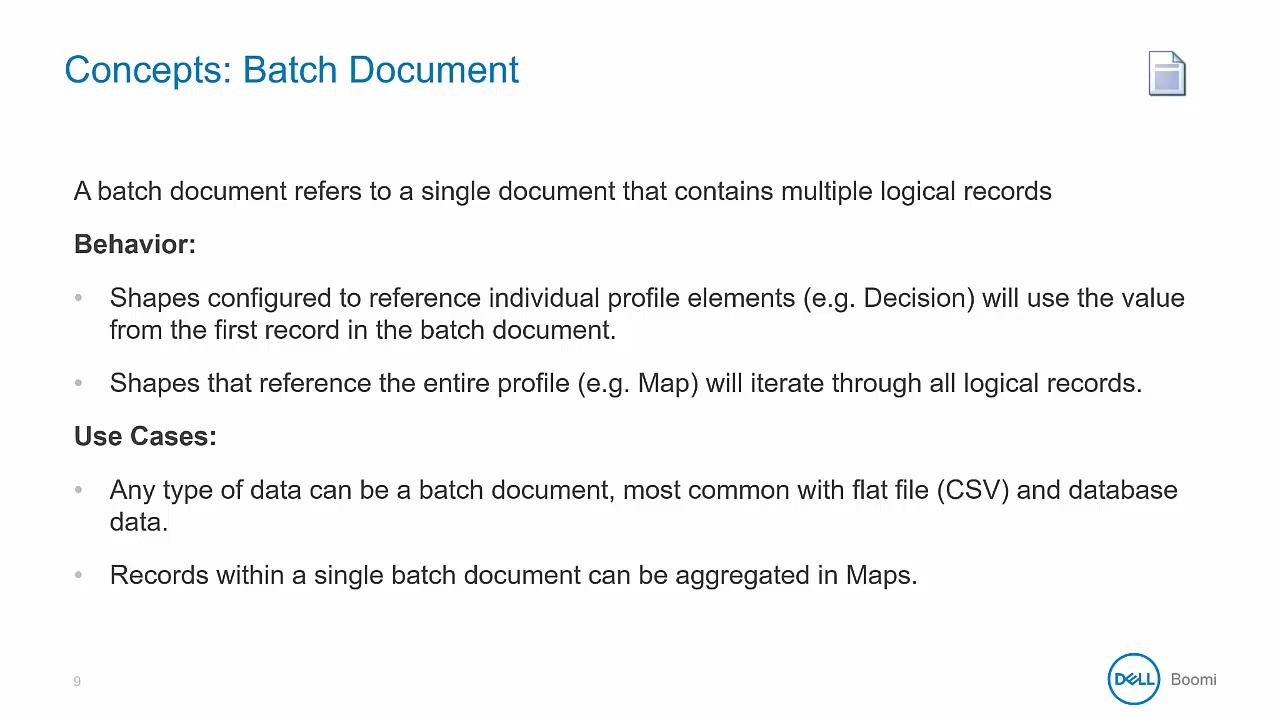 Concepts: Batch Document
A batch document refers to a single document that contains multiple logical records
Behavior:
• Shapes configured to reference individual profile elements (e.g. Decision) will use the value
from the first record in the batch document.
• Shapes that reference the entire profile (e.g. Map) will iterate through all logical records.
Use Cases:
• Any type of data can be a batch document, most common with flat file (CSV) and database
data.
• Records within a single batch document can be aggregated in Maps.
9
DELL Boomi